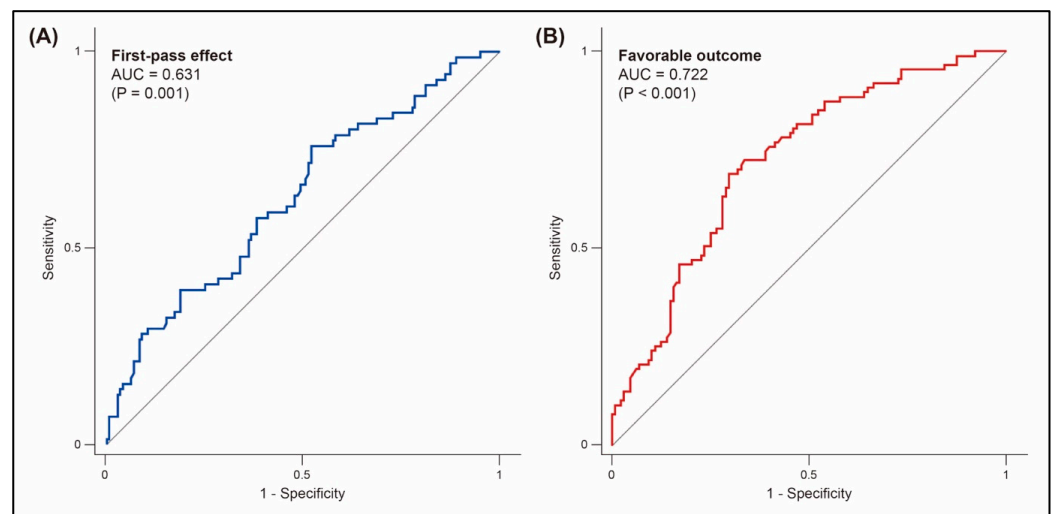 (A)
First-pass effect
AUC = 0.631
(P = 0.001)
1
0.5
0
Sensitivity
0
0.5
1
1 - Specificity
(B)
Favorable outcome
AUC = 0.722
(P < 0.001)
1
0.5
0
Sensitivity
0
0.5
1
1 - Specificity